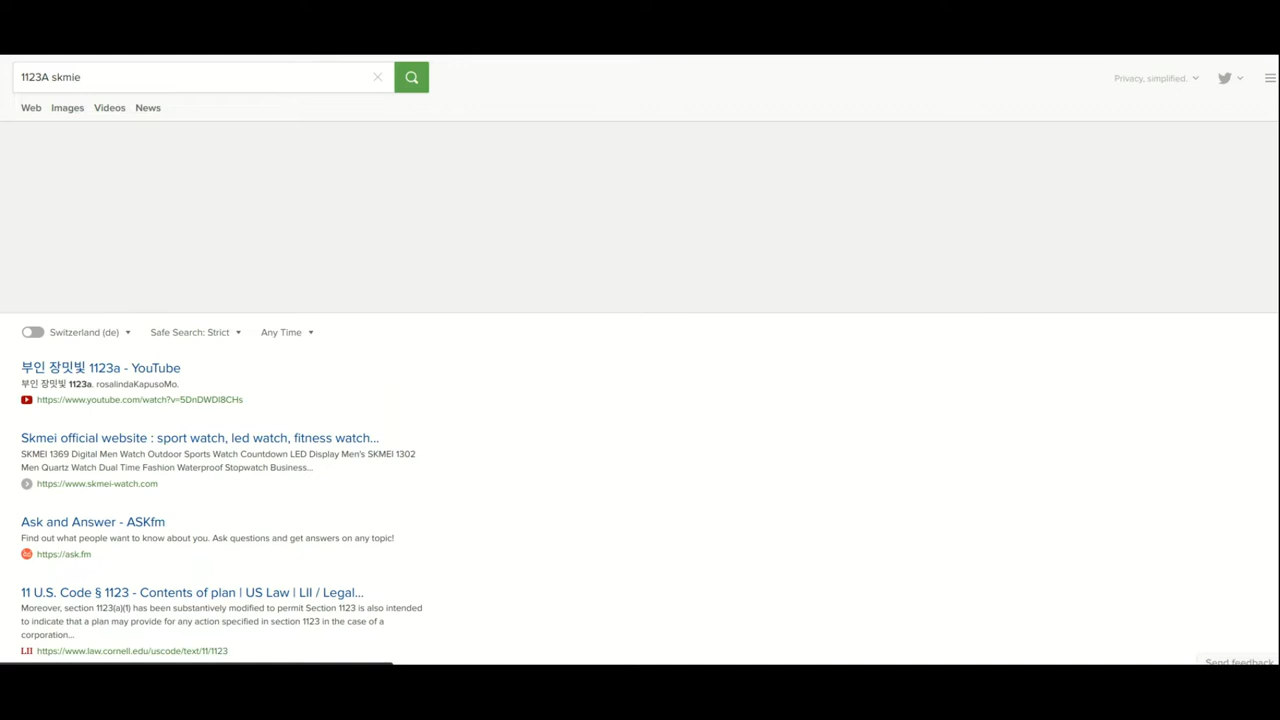 1123A skmie
Privacy, simplified.
Web Images Videos News
Switzerland (de) Safe Search: Strict Any Time
부인 장밋빛 1123a - YouTube
부인 장밋빛 1123a. rosalindaKapusoMo.
https://www.youtube.com/watch?v=5DnDWDl8CHs
Skmei official website : sport watch, led watch, fitness watch...
SKMEI 1369 Digital Men Watch Outdoor Sports Watch Countdown LED Display Men's SKMEI 1302
Men Quartz Watch Dual Time Fashion Waterproof Stopwatch Business...
https://www.skmei-watch.com
Ask and Answer - ASKfm
Find out what people want to know about you. Ask questions and get answers on any topic!
https://ask.fm
11 U.S. Code § 1123 - Contents of plan | US Law | LII / Legal...
Moreover, section 1123(a)(1) has been substantively modified to permit Section 1123 is also intended
to indicate that a plan may provide for any action specified in section 1123 in the case of a
corporation...
LII https://www.law.cornell.edu/uscode/text/11/1123
Send feedback